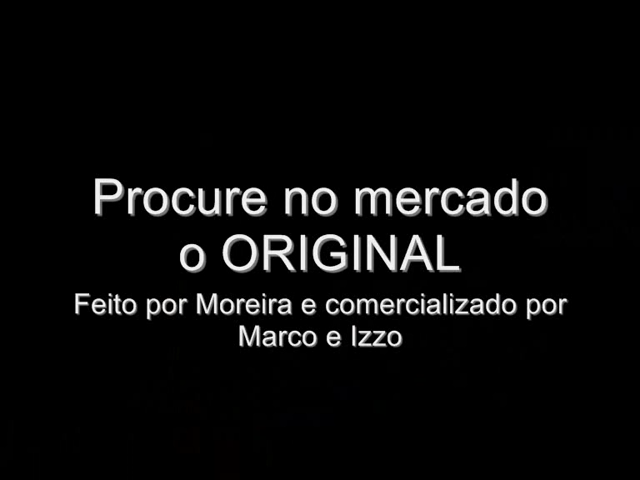 Procure no mercado
o ORIGINAL
Feito por Moreira e comercializado por
Marco e Izzo